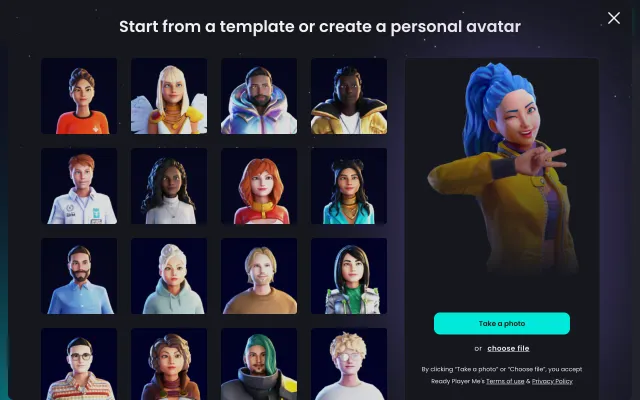 Start from a template or create a personal avatar
Take a photo
or choose file
By clicking "Take a photo" or "Choose file", you accept
Ready Player Me's Terms of use & Privacy Policy